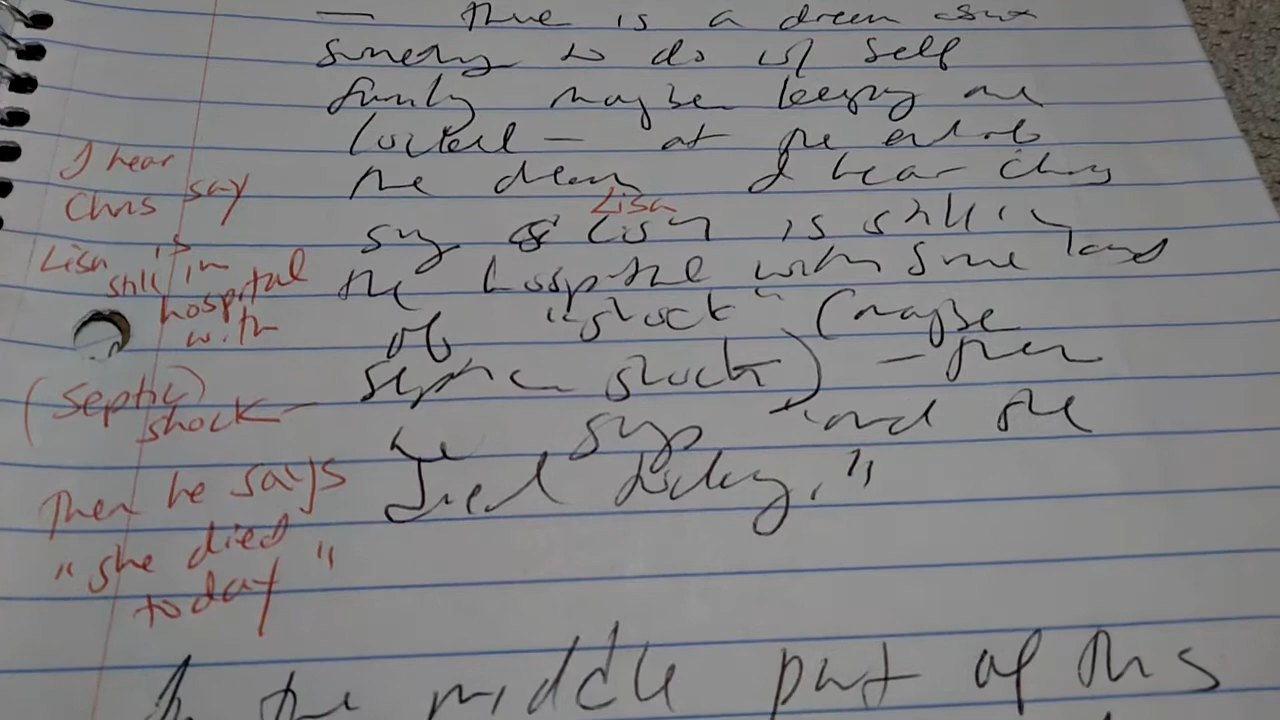 — There is a dream
to do w/ self
family maybe keeping me
locked — at the end of
the dream I hear Chris
Lisa
say Lisa is still in
the hospital with some kind
of "shock" (maybe
septic shock) — then
he says "and she
died today."
In the middle part of this
I hear
Chris say
Lisa is
still in
hospital
with
(septic)
shock —
Then he says
"she died
today"